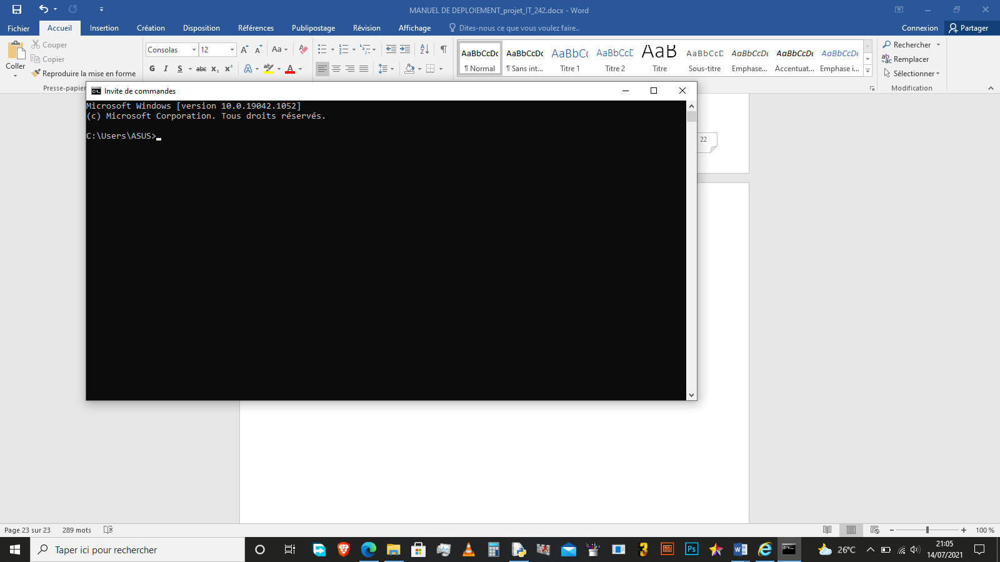 MANUEL DE DEPLOIEMENT_projet_IT_242.docx - Word
Fichier Accueil Insertion Création Disposition Références Publipostage Révision Affichage Dites-nous ce que vous voulez faire.. Connexion Partager
Coller
Couper
Copier
Reproduire la mise en forme
Presse-papier
Consolas 12 Aa
G I S abc x₂ x² A ab A
AaBbCcDc AaBbCcDc AaBbCc AaBbCcD AaB AaBbCcD AaBbCcDc AaBbCcDc AaBbCcDc
¶ Normal ¶ Sans int... Titre 1 Titre 2 Titre Sous-titre Emphase... Accentuat... Emphase i...
Rechercher
Remplacer
Sélectionner
Modification
Invite de commandes
Microsoft Windows [version 10.0.19042.1052]
(c) Microsoft Corporation. Tous droits réservés.
C:\Users\ASUS>
22
Page 23 sur 23 289 mots 100 %
Taper ici pour rechercher
Ps
26°C
21:05
14/07/2021